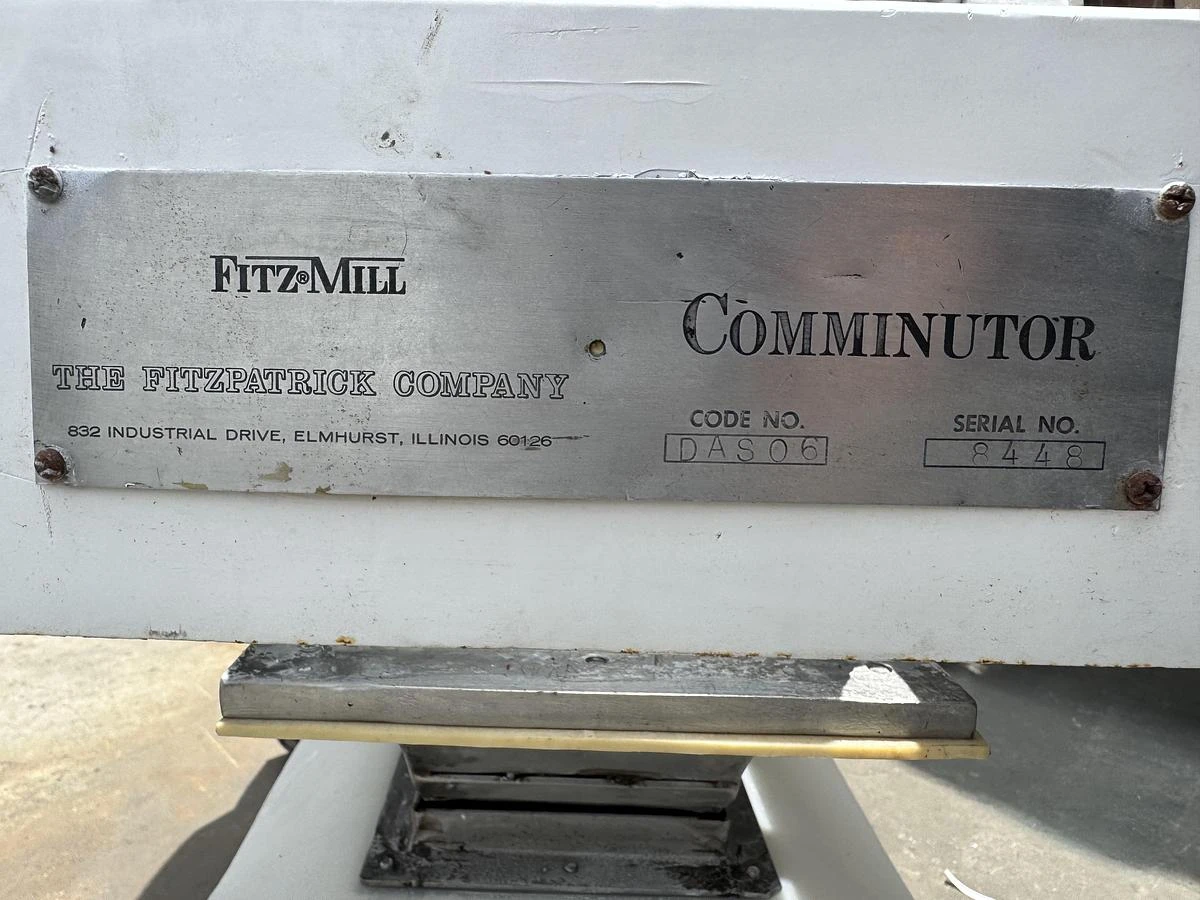 FITZ®MILL
THE FITZPATRICK COMPANY
832 INDUSTRIAL DRIVE, ELMHURST, ILLINOIS 60126
COMMINUTOR
CODE NO. SERIAL NO.
DAS06 8448